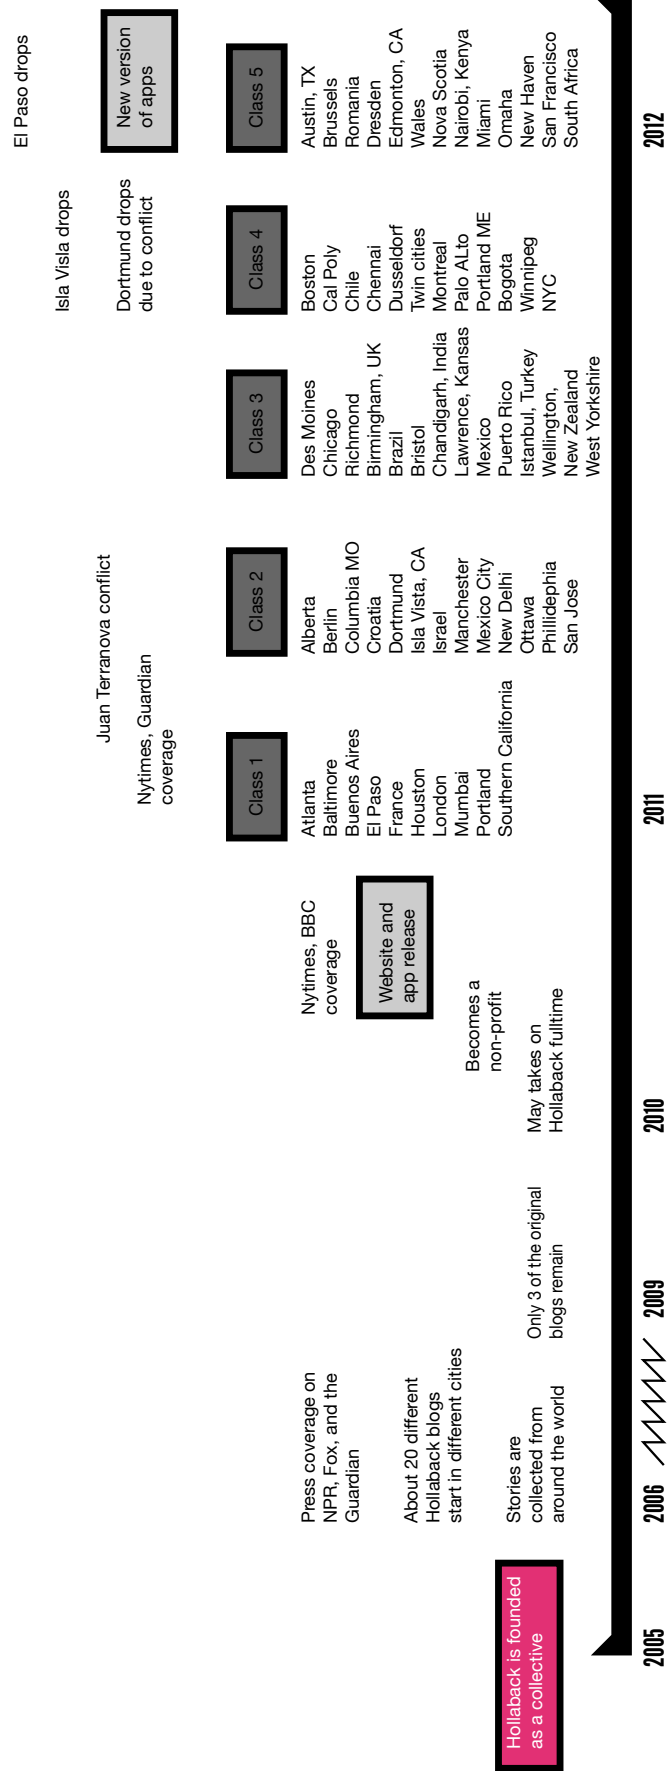 Hollaback is founded
as a collective
Press coverage on
NPR, Fox, and the
Guardian
About 20 different
Hollaback blogs
start in different cities
Stories are
collected from
around the world
Only 3 of the original
blogs remain
May takes on
Hollaback fulltime
Becomes a
non-profit
Nytimes, BBC
coverage
Website and
app release
Juan Terranova conflict
Nytimes, Guardian
coverage
Class 1
Atlanta
Baltimore
Buenos Aires
El Paso
France
Houston
London
Mumbai
Portland
Southern California
Class 2
Alberta
Berlin
Columbia MO
Croatia
Dortmund
Isla Vista, CA
Israel
Manchester
Mexico City
New Delhi
Ottawa
Phillidephia
San Jose
Class 3
Des Moines
Chicago
Richmond
Birmingham, UK
Brazil
Bristol
Chandigarh, India
Lawrence, Kansas
Mexico
Puerto Rico
Istanbul, Turkey
Wellington,
New Zealand
West Yorkshire
Isla Visla drops
Dortmund drops
due to conflict
Class 4
Boston
Cal Poly
Chile
Chennai
Dusseldorf
Twin cities
Montreal
Palo ALto
Portland ME
Bogota
Winnipeg
NYC
El Paso drops
New version
of apps
Class 5
Austin, TX
Brussels
Romania
Dresden
Edmonton, CA
Wales
Nova Scotia
Nairobi, Kenya
Miami
Omaha
New Haven
San Francisco
South Africa
2005
2006
2009
2010
2011
2012